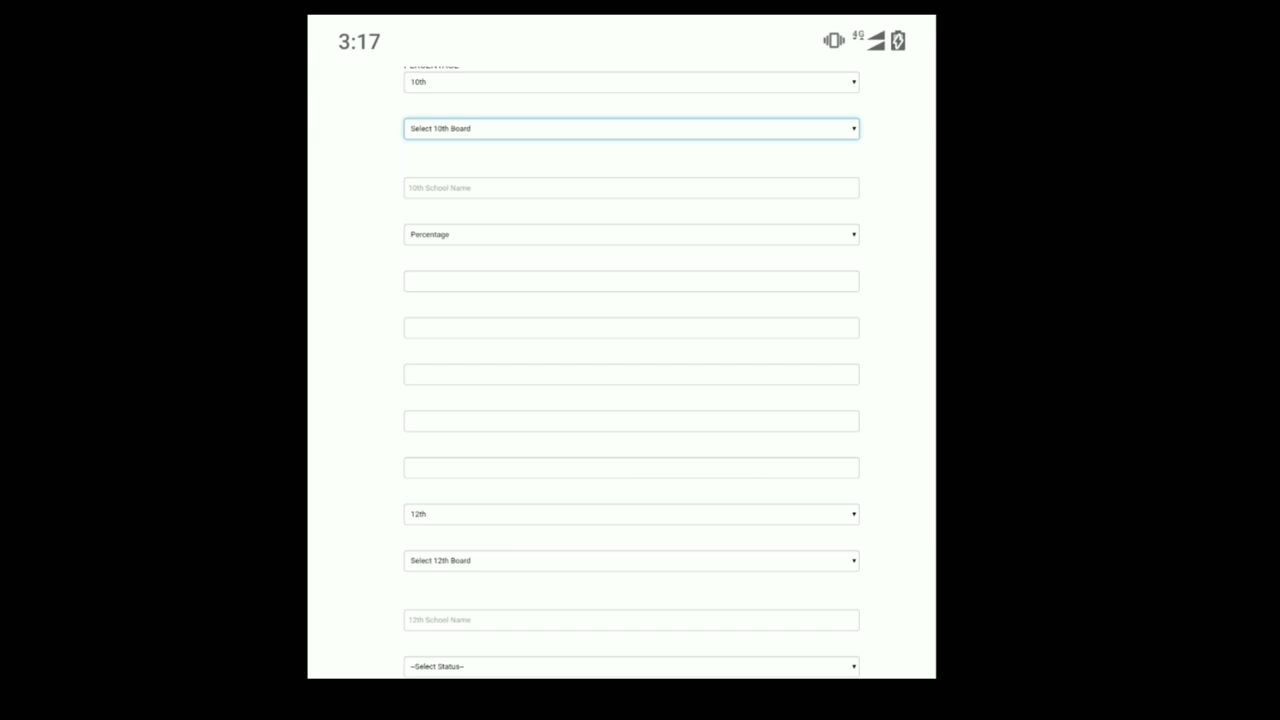 3:17
4G
10th
Select 10th Board
10th School Name
Percentage
12th
Select 12th Board
12th School Name
--Select Status--